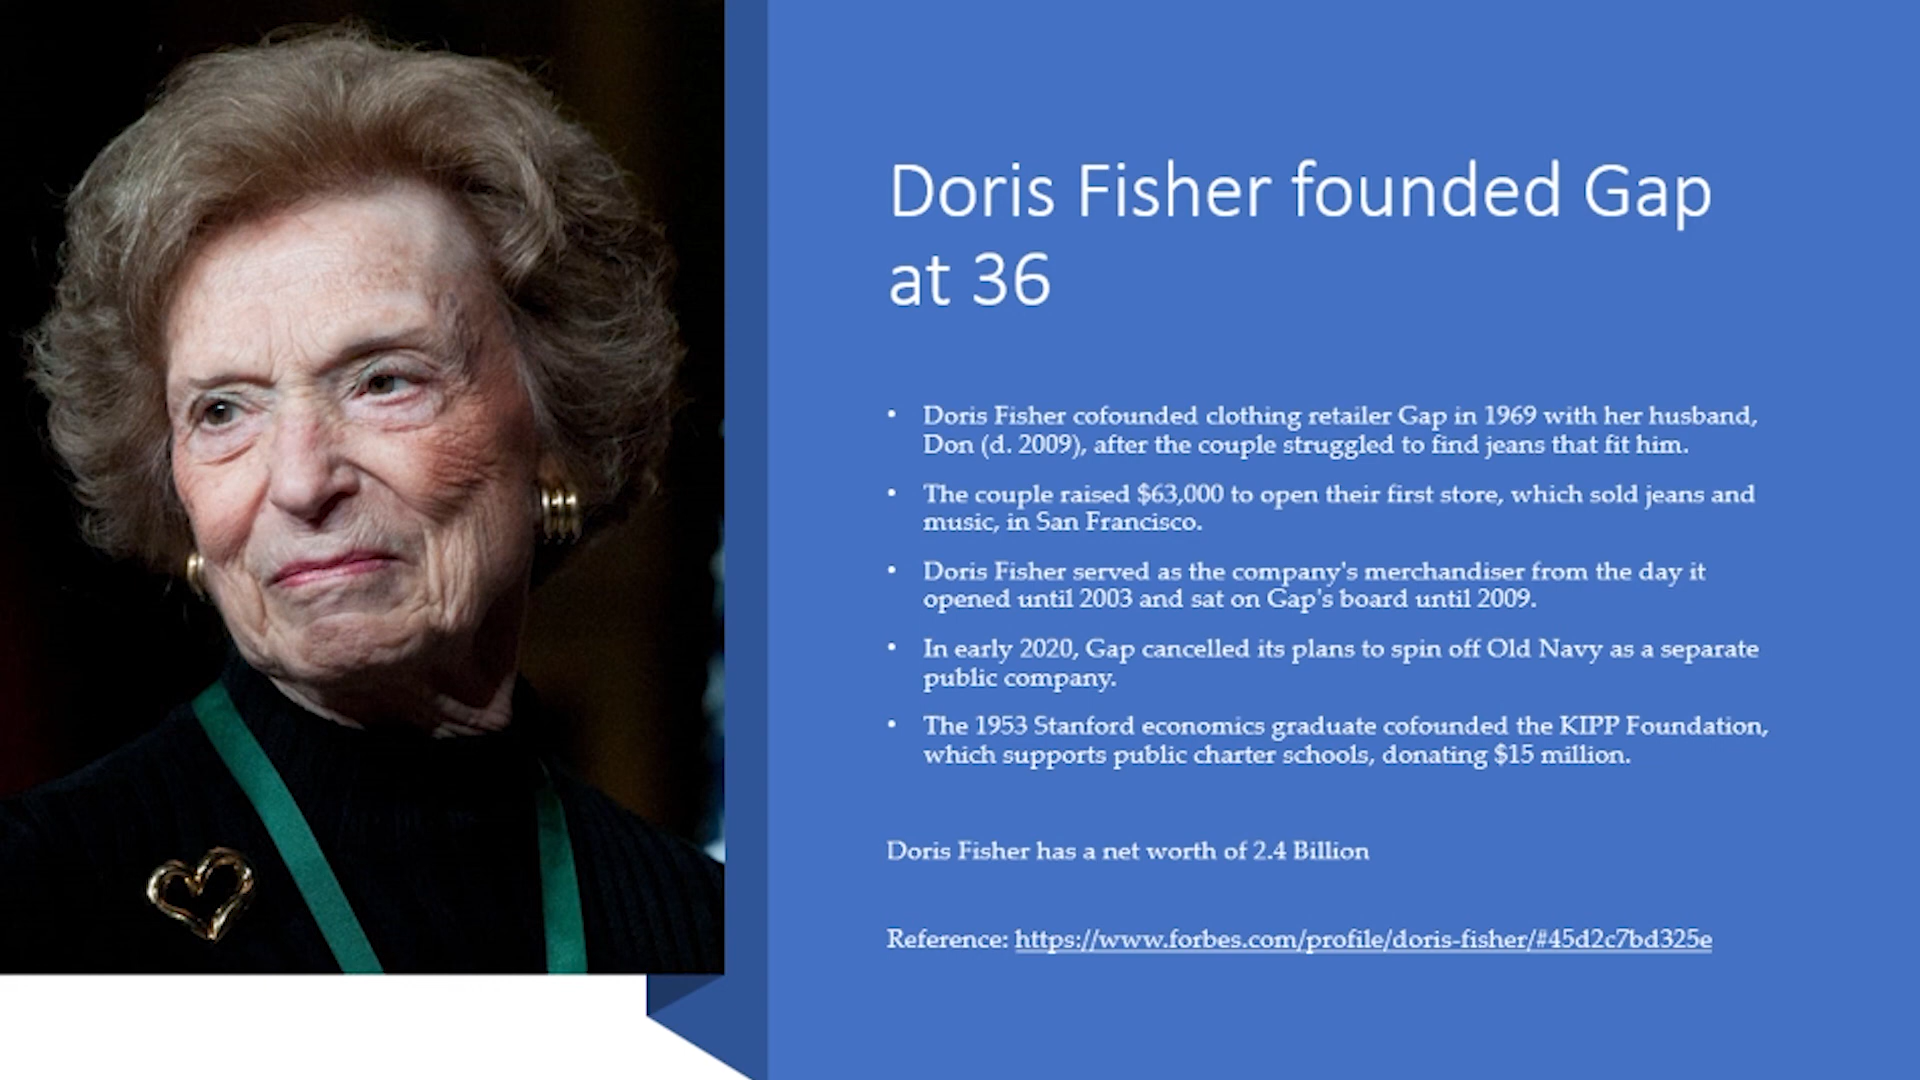 Doris Fisher founded Gap
at 36
• Doris Fisher cofounded clothing retailer Gap in 1969 with her husband,
Don (d. 2009), after the couple struggled to find jeans that fit him.
• The couple raised $63,000 to open their first store, which sold jeans and
music, in San Francisco.
• Doris Fisher served as the company's merchandiser from the day it
opened until 2003 and sat on Gap's board until 2009.
• In early 2020, Gap cancelled its plans to spin off Old Navy as a separate
public company.
• The 1953 Stanford economics graduate cofounded the KIPP Foundation,
which supports public charter schools, donating $15 million.
Doris Fisher has a net worth of 2.4 Billion
Reference: https://www.forbes.com/profile/doris-fisher/#45d2c7bd325e